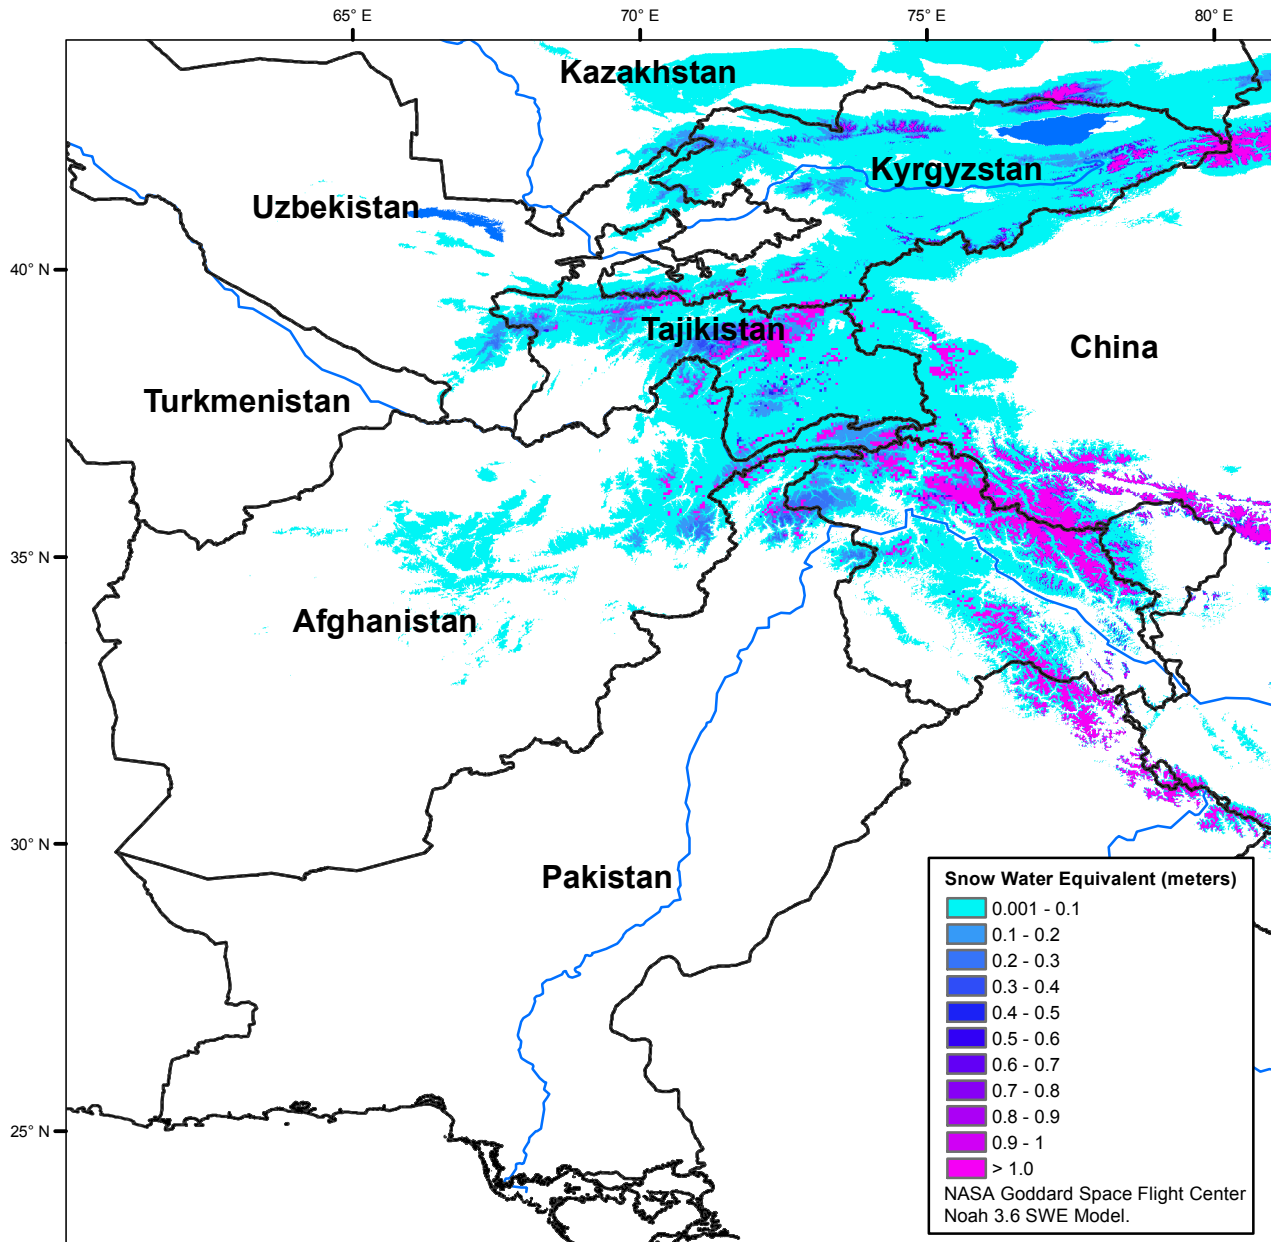 65° E
70° E
75° E
80° E
Kazakhstan
Kyrgyzstan
Uzbekistan
40° N
Tajikistan
China
Turkmenistan
35° N
Afghanistan
30° N
Pakistan
25° N
Snow Water Equivalent (meters)
0.001 - 0.1
0.1 - 0.2
0.2 - 0.3
0.3 - 0.4
0.4 - 0.5
0.5 - 0.6
0.6 - 0.7
0.7 - 0.8
0.8 - 0.9
0.9 - 1
> 1.0
NASA Goddard Space Flight Center
Noah 3.6 SWE Model.